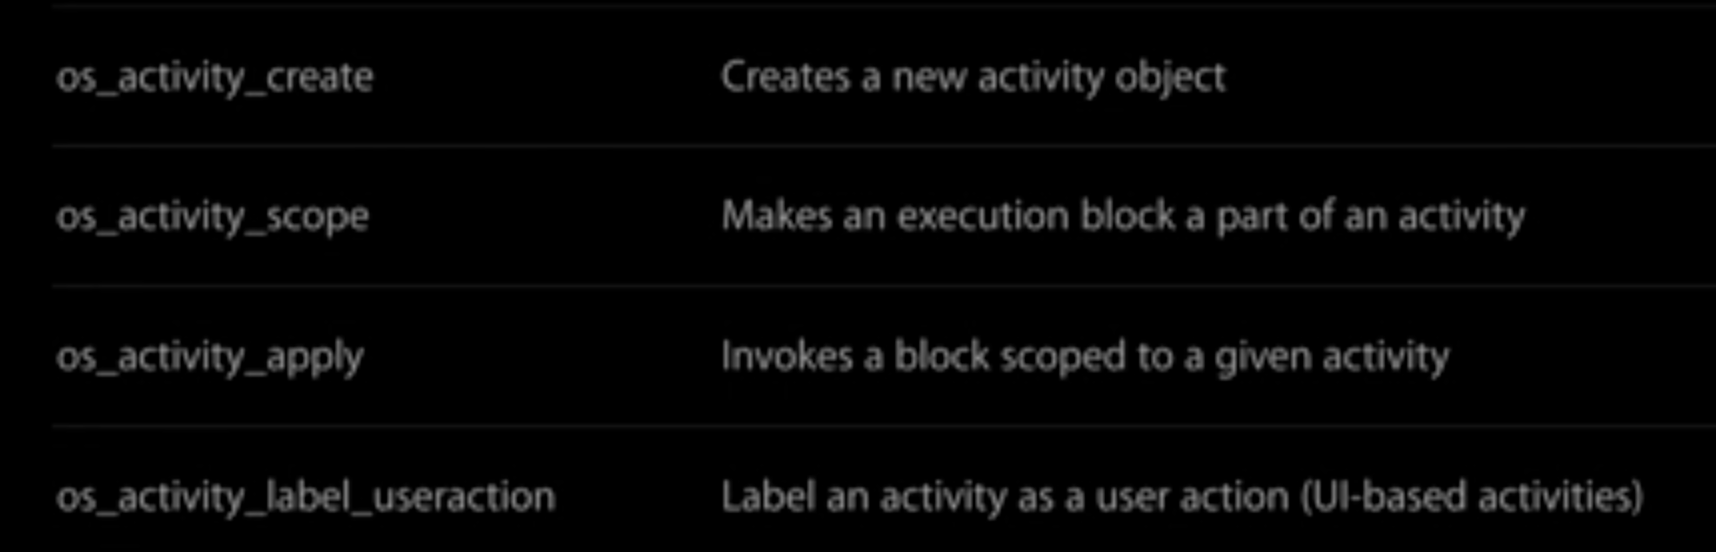 os_activity_create Creates a new activity object
os_activity_scope Makes an execution block a part of an activity
os_activity_apply Invokes a block scoped to a given activity
os_activity_label_useraction Label an activity as a user action (UI-based activities)